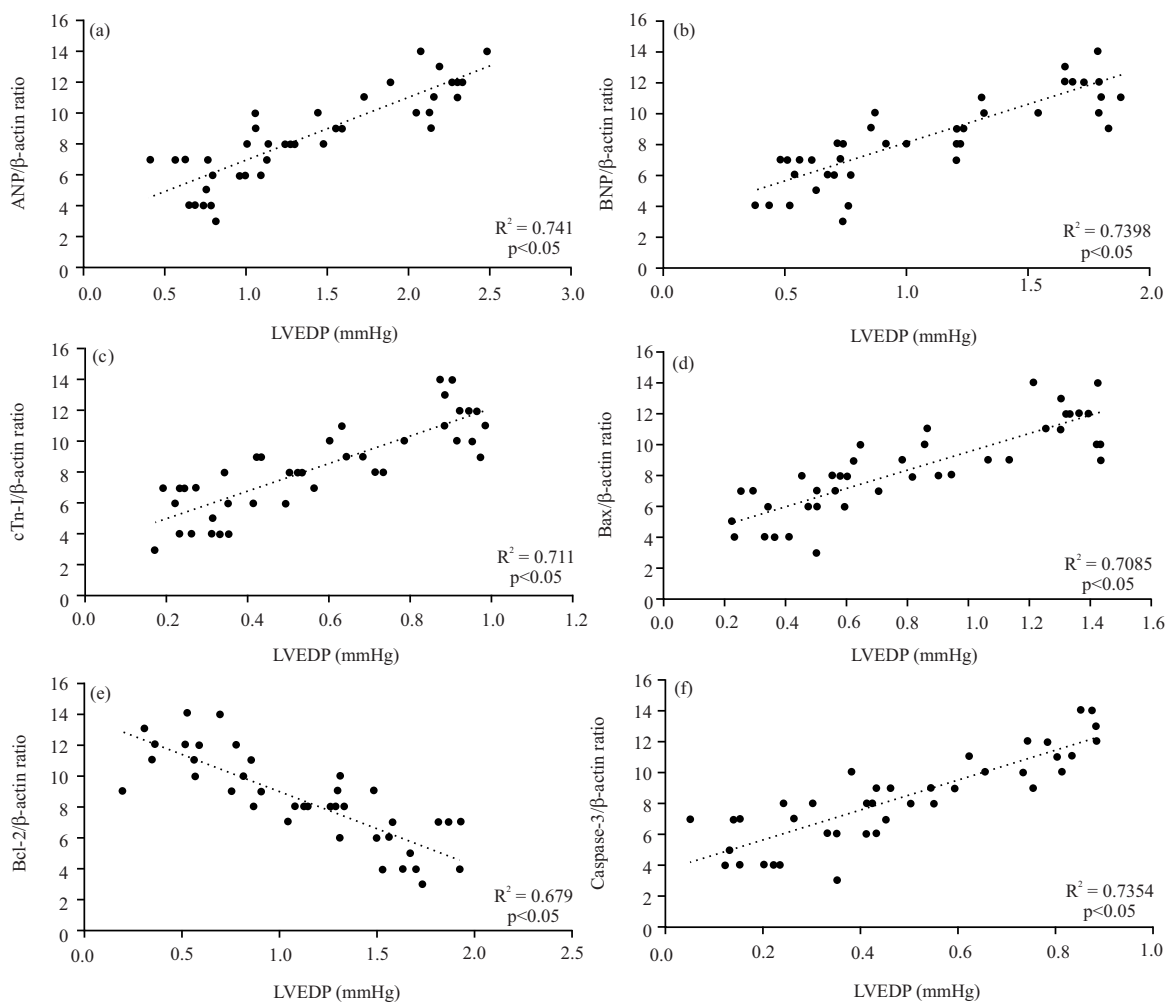 (a)
16
14
12
10
8
6
4
2
0
ANP/β-actin ratio
R² = 0.741
p<0.05
0.0 0.5 1.0 1.5 2.0 2.5 3.0
LVEDP (mmHg)
(b)
16
14
12
10
8
6
4
2
0
BNP/β-actin ratio
R² = 0.7398
p<0.05
0.0 0.5 1.0 1.5 2.0
LVEDP (mmHg)
(c)
16
14
12
10
8
6
4
2
0
cTn-I/β-actin ratio
R² = 0.711
p<0.05
0.0 0.2 0.4 0.6 0.8 1.0 1.2
LVEDP (mmHg)
(d)
16
14
12
10
8
6
4
2
0
Bax/β-actin ratio
R² = 0.7085
p<0.05
0.0 0.2 0.4 0.6 0.8 1.0 1.2 1.4 1.6
LVEDP (mmHg)
(e)
16
14
12
10
8
6
4
2
0
Bcl-2/β-actin ratio
R² = 0.679
p<0.05
0.0 0.5 1.0 1.5 2.0 2.5
LVEDP (mmHg)
(f)
16
14
12
10
8
6
4
2
0
Caspase-3/β-actin ratio
R² = 0.7354
p<0.05
0.0 0.2 0.4 0.6 0.8 1.0
LVEDP (mmHg)